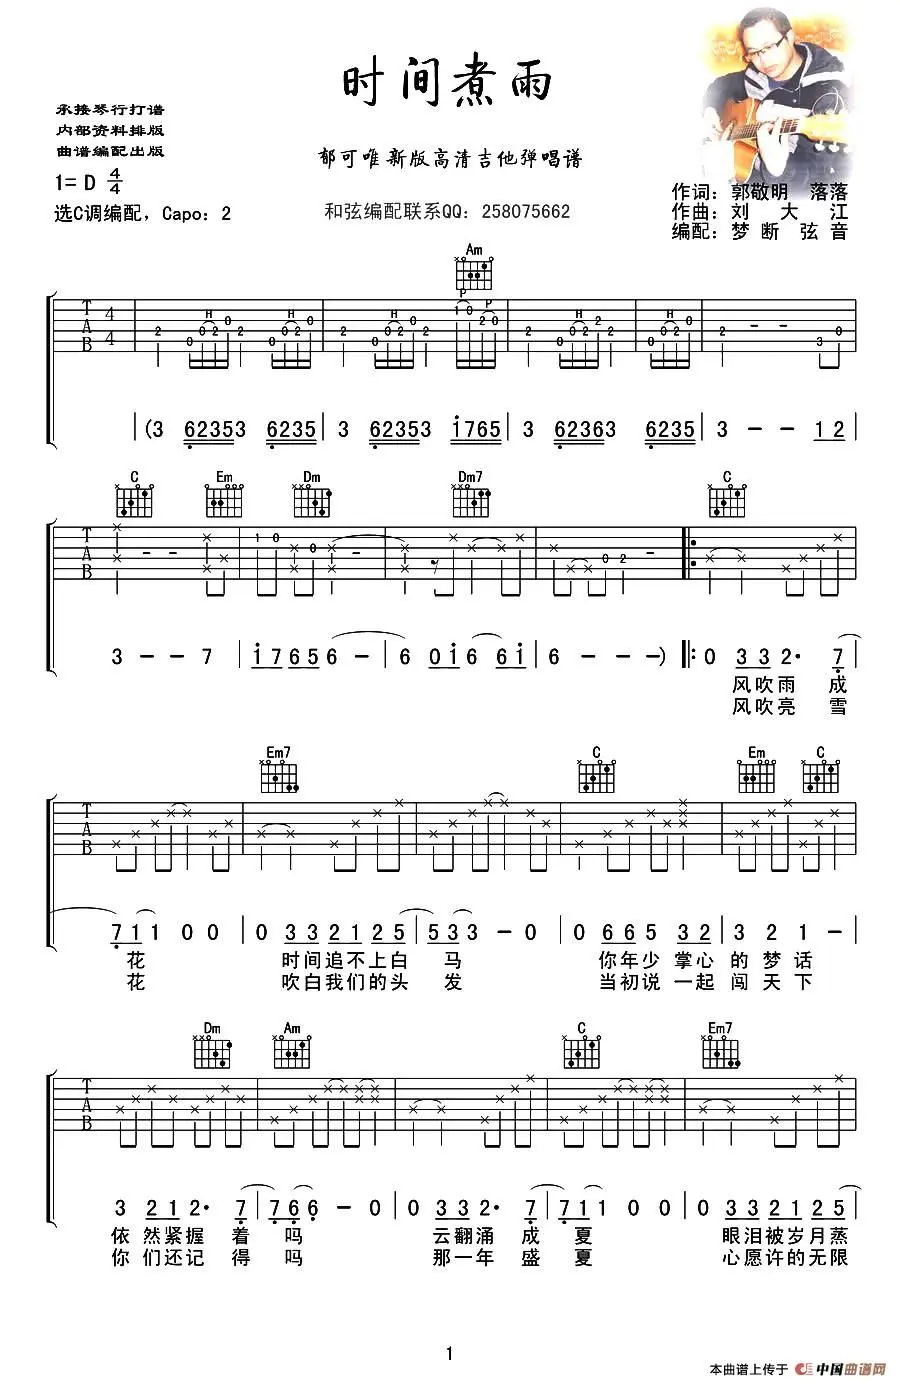 时间煮雨
承接琴行打谱
内部资料排版
曲谱编配出版
郁可唯 新版高清吉他弹唱谱
1= D 4/4
选C调编配，Capo：2
和弦编配联系QQ：258075662
作词：郭敬明 落落
作曲：刘 大 江
编配：梦 断 弦 音
Am
T A B 4/4
(3 62353 6235 | 3 62353 1765 | 3 62363 6235 | 3 - - 12
C Em Dm Dm7 C
T A B
3 - - 7 | 1765 6 - | 6 01 6 61 | 6 - - ) ‖: 0 332· 7
风吹雨 成
风吹亮 雪
Em7 C Em C
T A B
711 0 0 | 0 332125 | 533 - 0 | 0 665 32 | 3 2 1 -
花 时间追不上白 马 你年少 掌心 的 梦 话
花 吹白我们的头 发 当初说 一起 闯 天 下
Dm Am C Em7
T A B
3 212· 7 | 766 - 0 | 0 332· 7 | 711 0 0 | 0 332125
依 然紧握 着 吗 云翻涌 成 夏 眼泪被岁月蒸
你 们还记 得 吗 那一年 盛 夏 心愿许的无限
1
本曲谱上传于 中国曲谱网